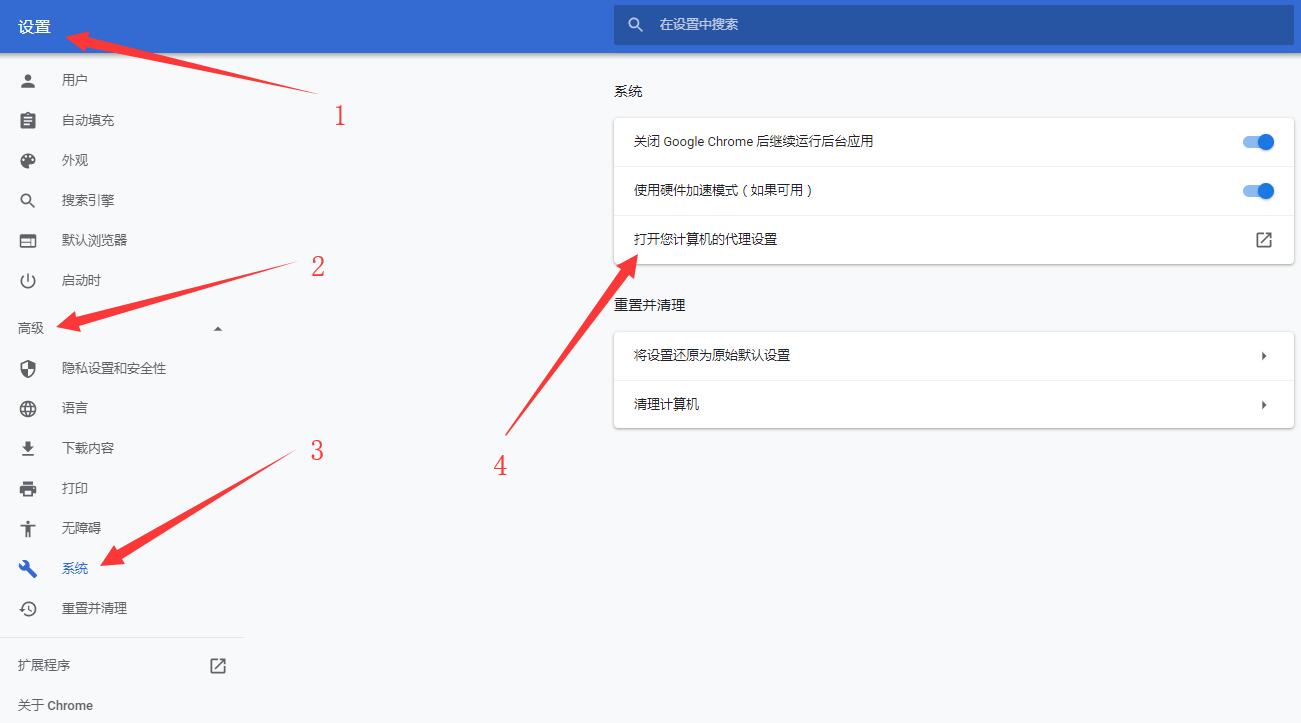 设置
在设置中搜索
1
用户
自动填充
外观
搜索引擎
默认浏览器
启动时
2
高级
隐私设置和安全性
语言
下载内容
打印
无障碍
3
系统
重置并清理
扩展程序
关于 Chrome
系统
关闭 Google Chrome 后继续运行后台应用
使用硬件加速模式（如果可用）
打开您计算机的代理设置
4
重置并清理
将设置还原为原始默认设置
清理计算机